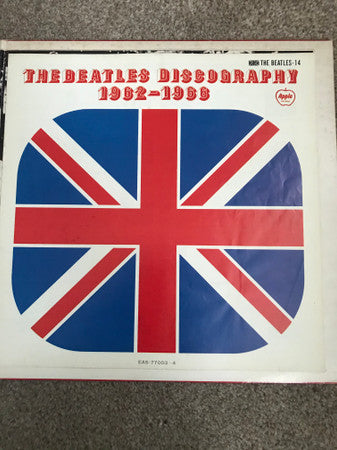 THE BEATLES-14
THE BEATLES DISCOGRAPHY
1962-1966
Apple
EAS-77003 · 4